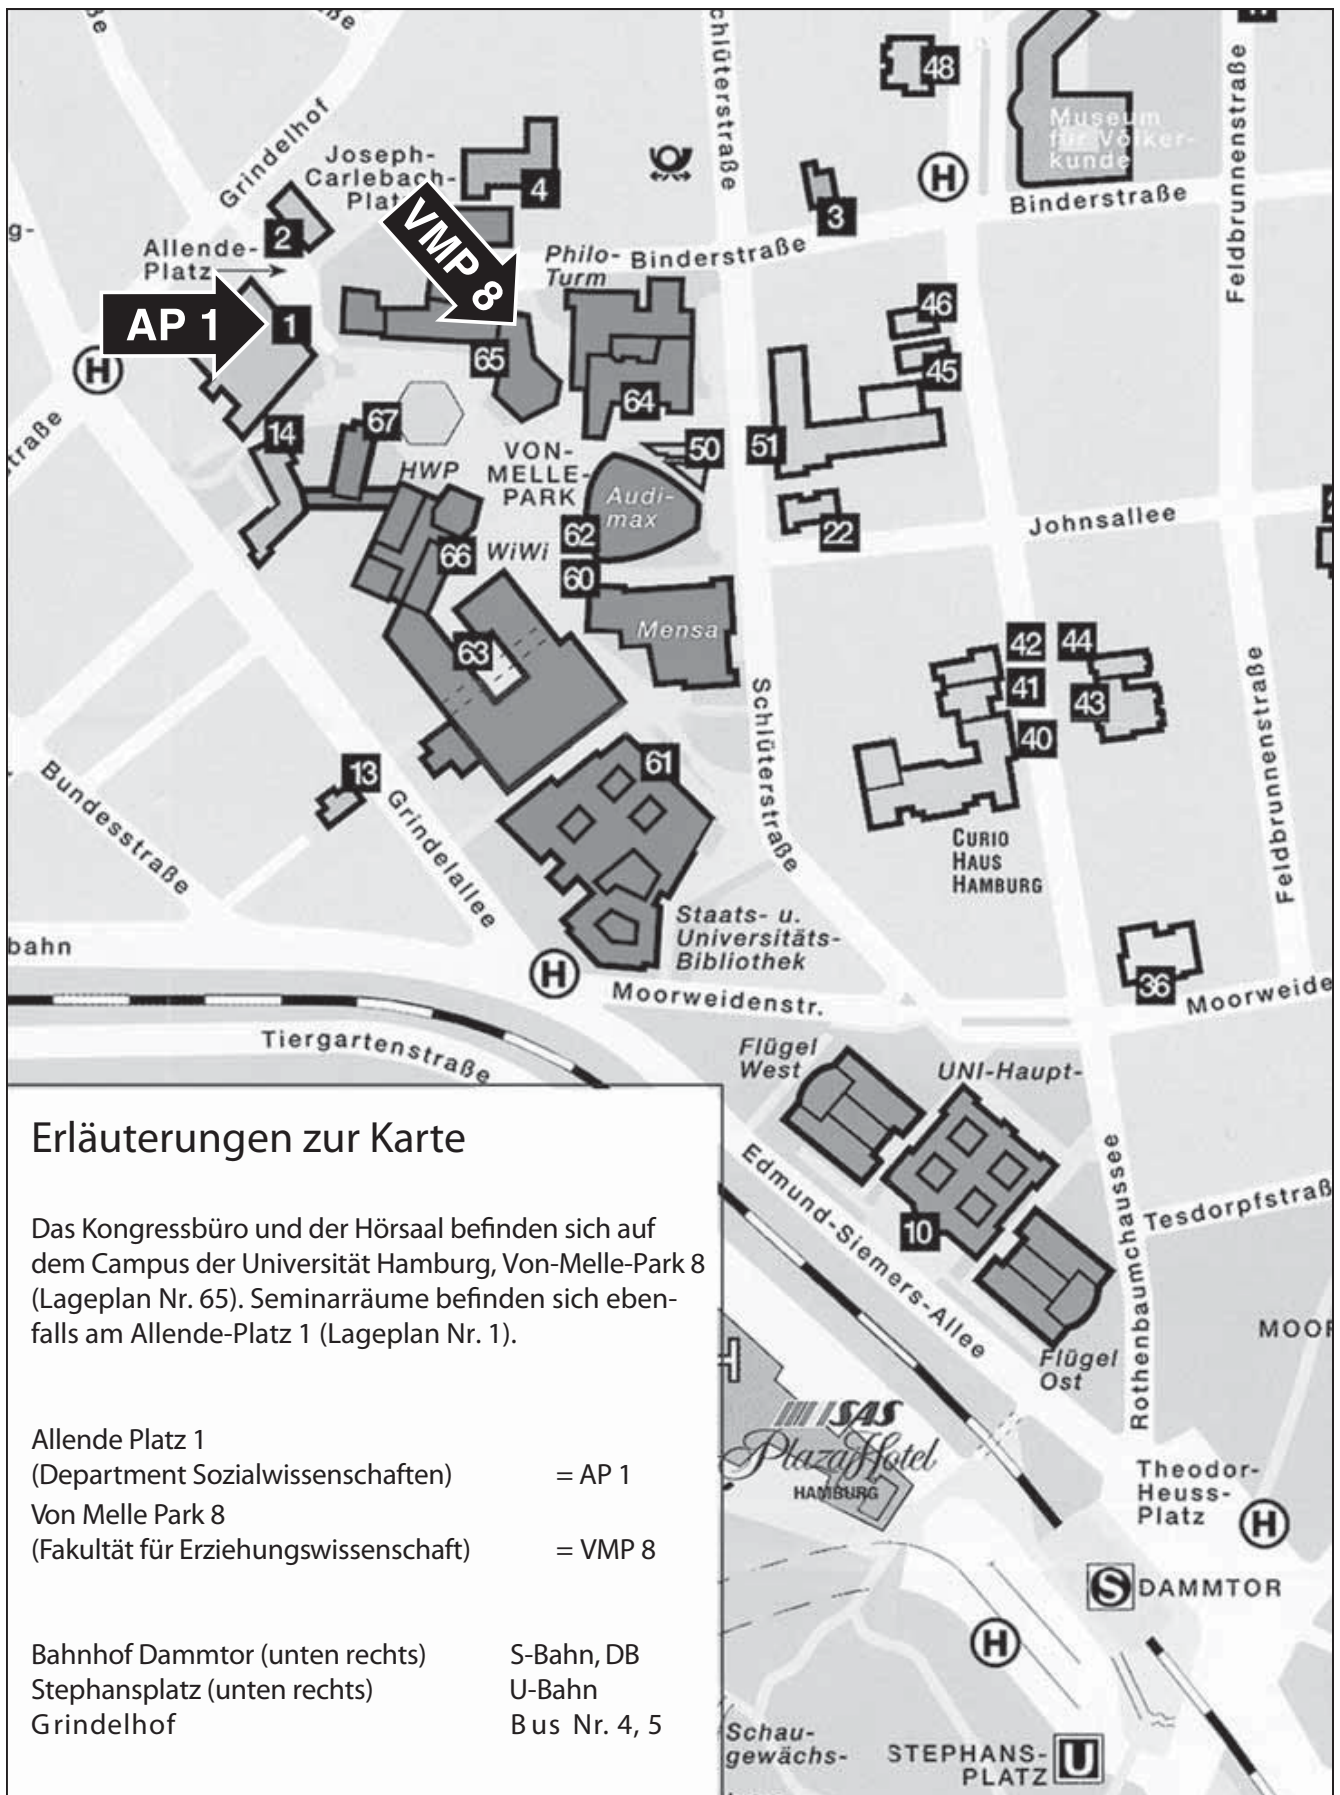 ße
ße
chlüterstraße
48
Feldbrunnenstraße
Museum
für Völker-
kunde
Grindelhof
Joseph-
Carlebach-
Platz
4
H
Binderstraße
3
2
g-
Allende-
Platz
VMP 8
Philo-
Turm
Binderstraße
AP 1
1
46
H
65
45
64
traße
67
14
HWP
VON-
MELLE-
PARK
50
51
Audi-
max
62
22
Johnsallee
66
WiWi
60
Mensa
42
44
63
41
43
40
Schlüterstraße
Feldbrunnenstraße
61
13
Bundesstraße
Grindelallee
CURIO
HAUS
HAMBURG
Staats- u.
Universitäts-
Bibliothek
bahn
H
36
Moorweidenstr.
Moorweide
Tiergartenstraße
Flügel
West
UNI-Haupt-
Edmund-Siemers-Allee
10
Rothenbaumchaussee
Tesdorpfstraß
MOOR
Flügel
Ost
SAS
Plaza Hotel
HAMBURG
Theodor-
Heuss-
Platz
H
S DAMMTOR
H
Schau-
gewächs-
STEPHANS-
PLATZ
U
Erläuterungen zur Karte
Das Kongressbüro und der Hörsaal befinden sich auf
dem Campus der Universität Hamburg, Von-Melle-Park 8
(Lageplan Nr. 65). Seminarräume befinden sich eben-
falls am Allende-Platz 1 (Lageplan Nr. 1).
Allende Platz 1
(Department Sozialwissenschaften) = AP 1
Von Melle Park 8
(Fakultät für Erziehungswissenschaft) = VMP 8
Bahnhof Dammtor (unten rechts) S-Bahn, DB
Stephansplatz (unten rechts) U-Bahn
Grindelhof Bus Nr. 4, 5